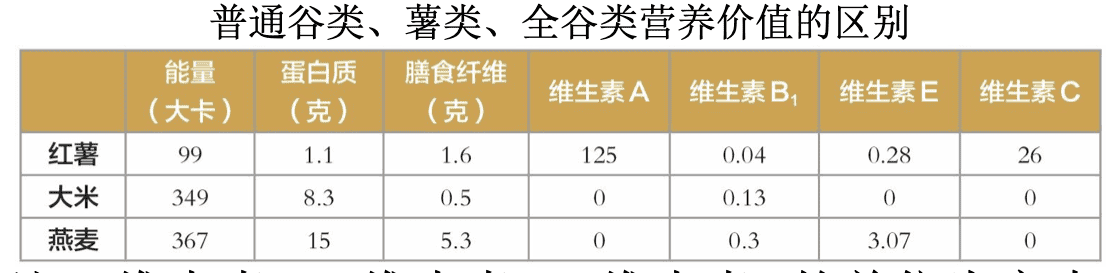 普通谷类、薯类、全谷类营养价值的区别
能量（大卡） 蛋白质（克） 膳食纤维（克） 维生素A 维生素B₁ 维生素E 维生素C
红薯 99 1.1 1.6 125 0.04 0.28 26
大米 349 8.3 0.5 0 0.13 0 0
燕麦 367 15 5.3 0 0.3 3.07 0